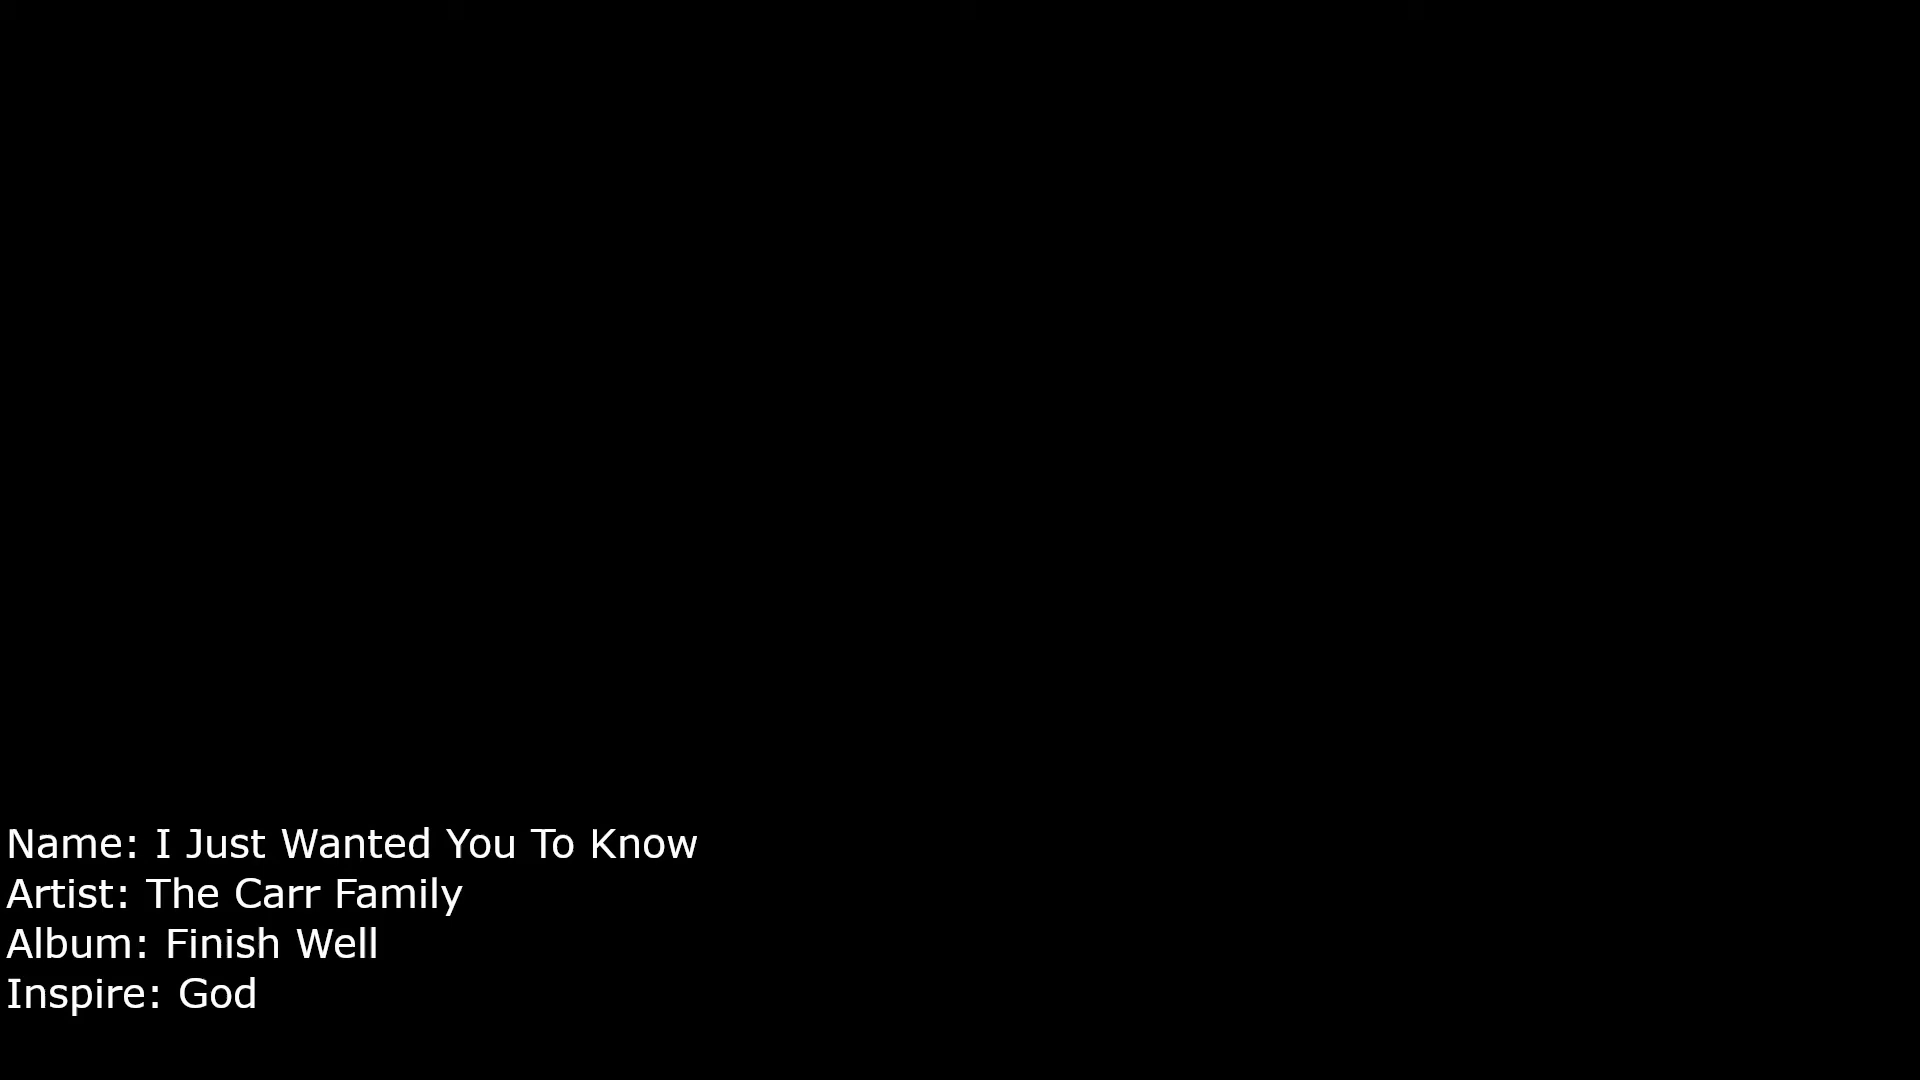 Name: I Just Wanted You To Know
Artist: The Carr Family
Album: Finish Well
Inspire: God